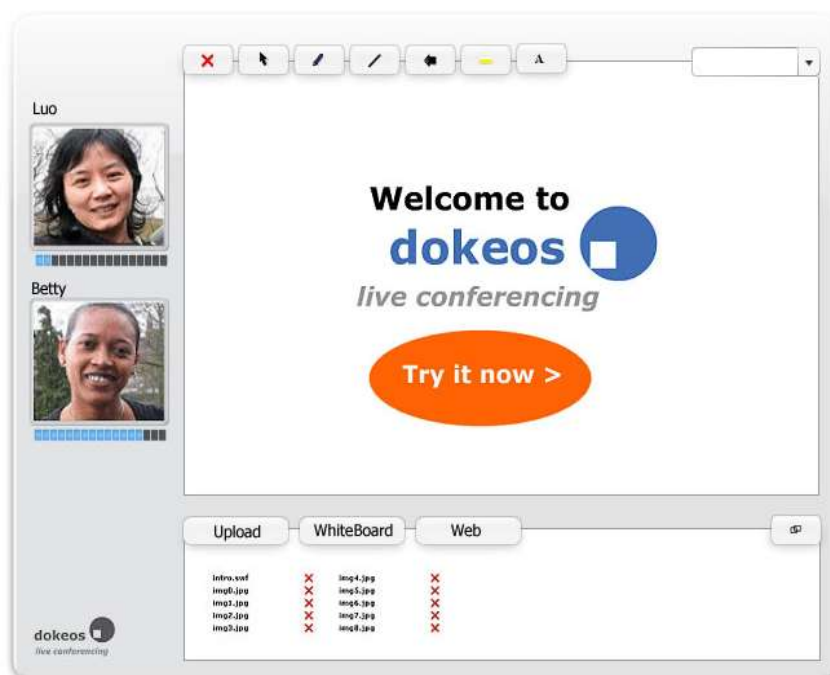 A
Luo
Betty
Welcome to
dokeos
live conferencing
Try it now >
Upload
WhiteBoard
Web
intro.swf
img0.jpg
img1.jpg
img2.jpg
img3.jpg
img4.jpg
img5.jpg
img6.jpg
img7.jpg
img8.jpg
dokeos
live conferencing